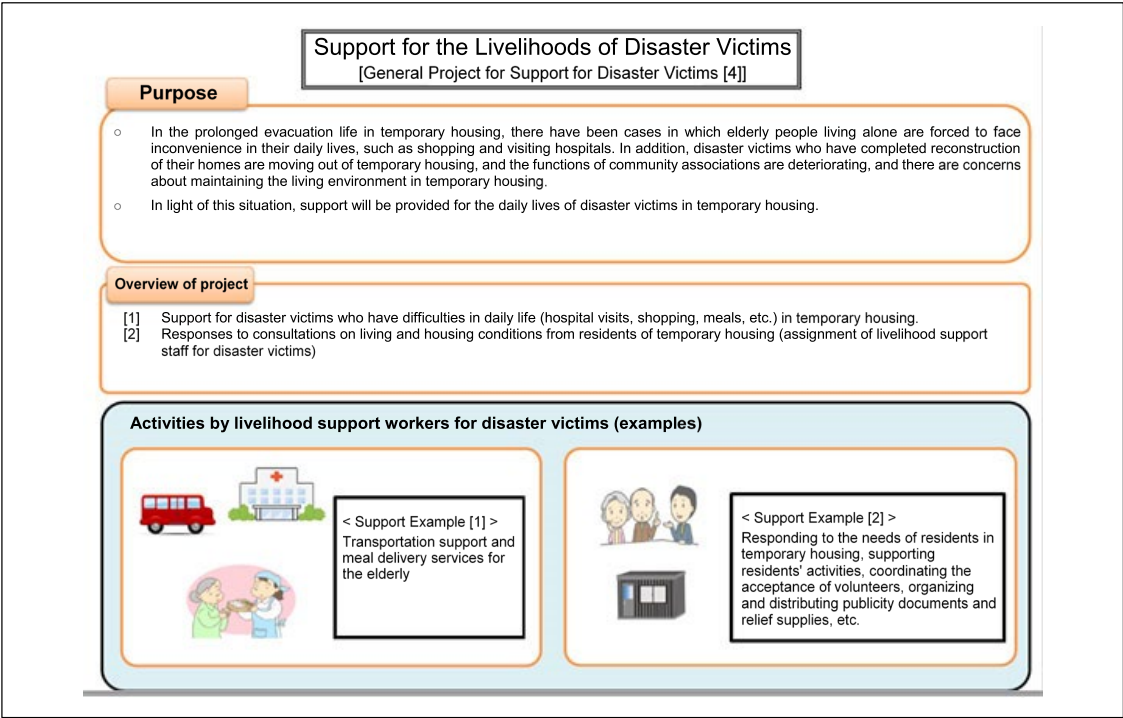 Support for the Livelihoods of Disaster Victims
[General Project for Support for Disaster Victims [4]]
Purpose
○ In the prolonged evacuation life in temporary housing, there have been cases in which elderly people living alone are forced to face
inconvenience in their daily lives, such as shopping and visiting hospitals. In addition, disaster victims who have completed reconstruction
of their homes are moving out of temporary housing, and the functions of community associations are deteriorating, and there are concerns
about maintaining the living environment in temporary housing.
○ In light of this situation, support will be provided for the daily lives of disaster victims in temporary housing.
Overview of project
[1] Support for disaster victims who have difficulties in daily life (hospital visits, shopping, meals, etc.) in temporary housing.
[2] Responses to consultations on living and housing conditions from residents of temporary housing (assignment of livelihood support
staff for disaster victims)
Activities by livelihood support workers for disaster victims (examples)
< Support Example [1] >
Transportation support and
meal delivery services for
the elderly
< Support Example [2] >
Responding to the needs of residents in
temporary housing, supporting
residents' activities, coordinating the
acceptance of volunteers, organizing
and distributing publicity documents and
relief supplies, etc.